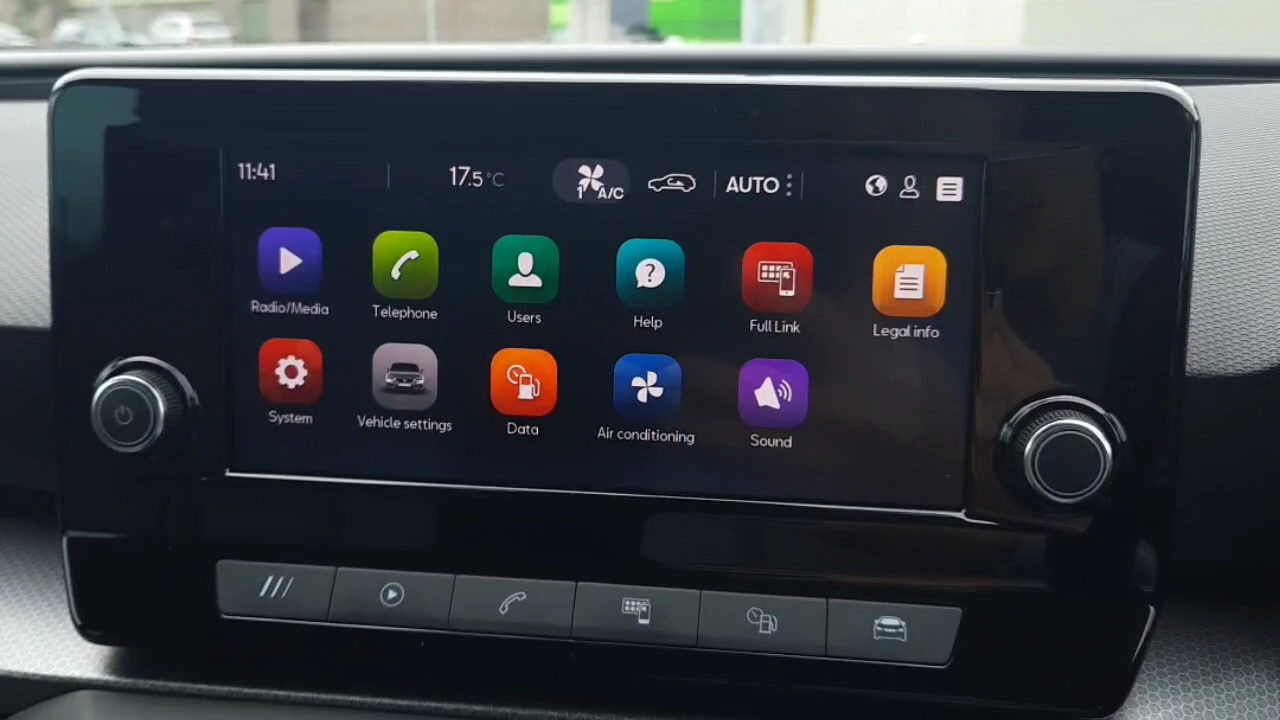 11:41
17.5 °C
1 A/C
AUTO
Radio/Media
Telephone
Users
Help
Full Link
Legal info
System
Vehicle settings
Data
Air conditioning
Sound